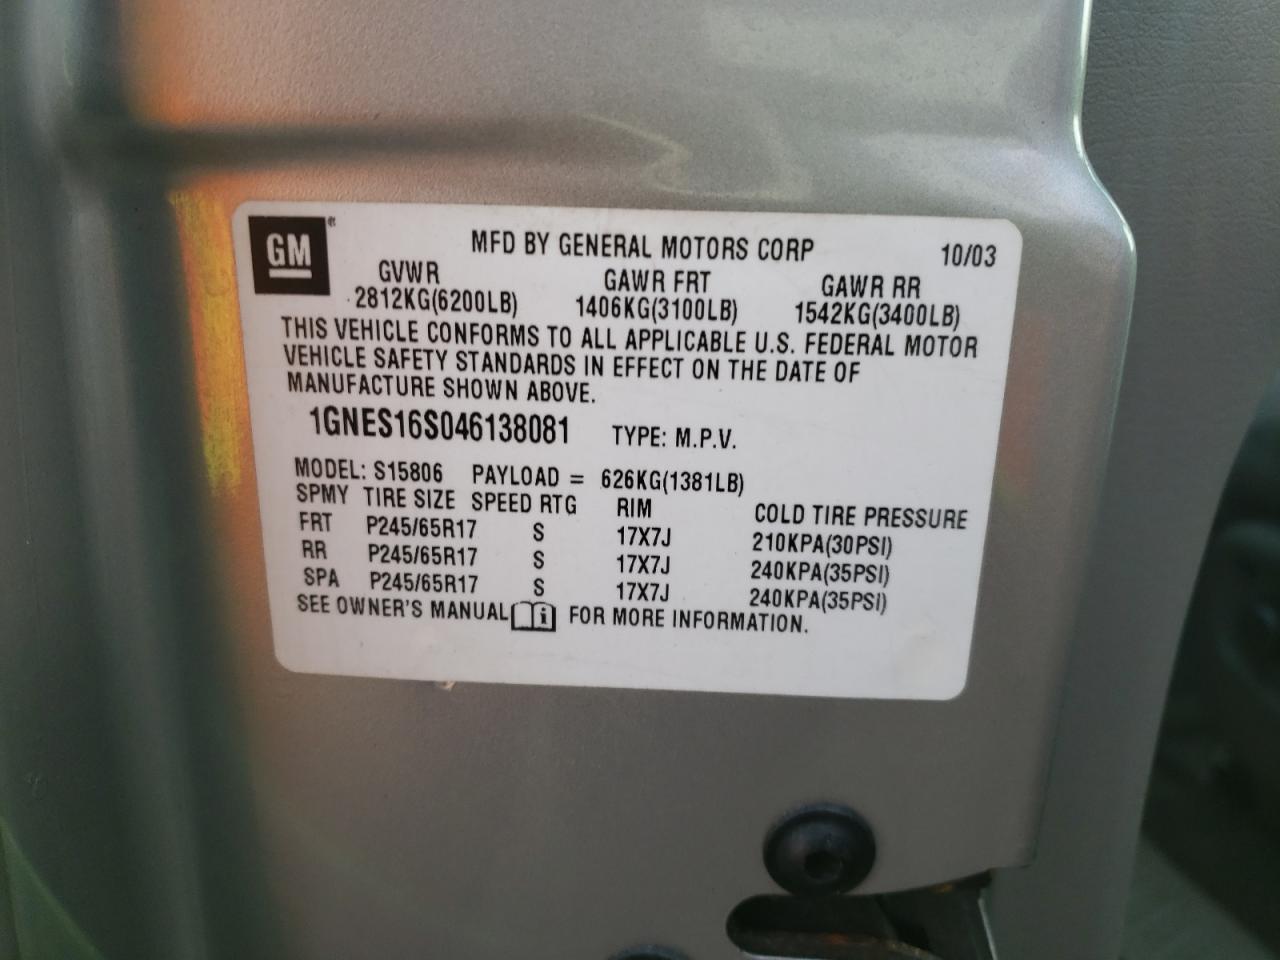 GM
MFD BY GENERAL MOTORS CORP 10/03
GVWR GAWR FRT GAWR RR
2812KG(6200LB) 1406KG(3100LB) 1542KG(3400LB)
THIS VEHICLE CONFORMS TO ALL APPLICABLE U.S. FEDERAL MOTOR
VEHICLE SAFETY STANDARDS IN EFFECT ON THE DATE OF
MANUFACTURE SHOWN ABOVE.
1GNES16S046138081 TYPE: M.P.V.
MODEL: S15806 PAYLOAD = 626KG(1381LB)
SPMY TIRE SIZE SPEED RTG RIM COLD TIRE PRESSURE
FRT P245/65R17 S 17X7J 210KPA(30PSI)
RR P245/65R17 S 17X7J 240KPA(35PSI)
SPA P245/65R17 S 17X7J 240KPA(35PSI)
SEE OWNER'S MANUAL i FOR MORE INFORMATION.